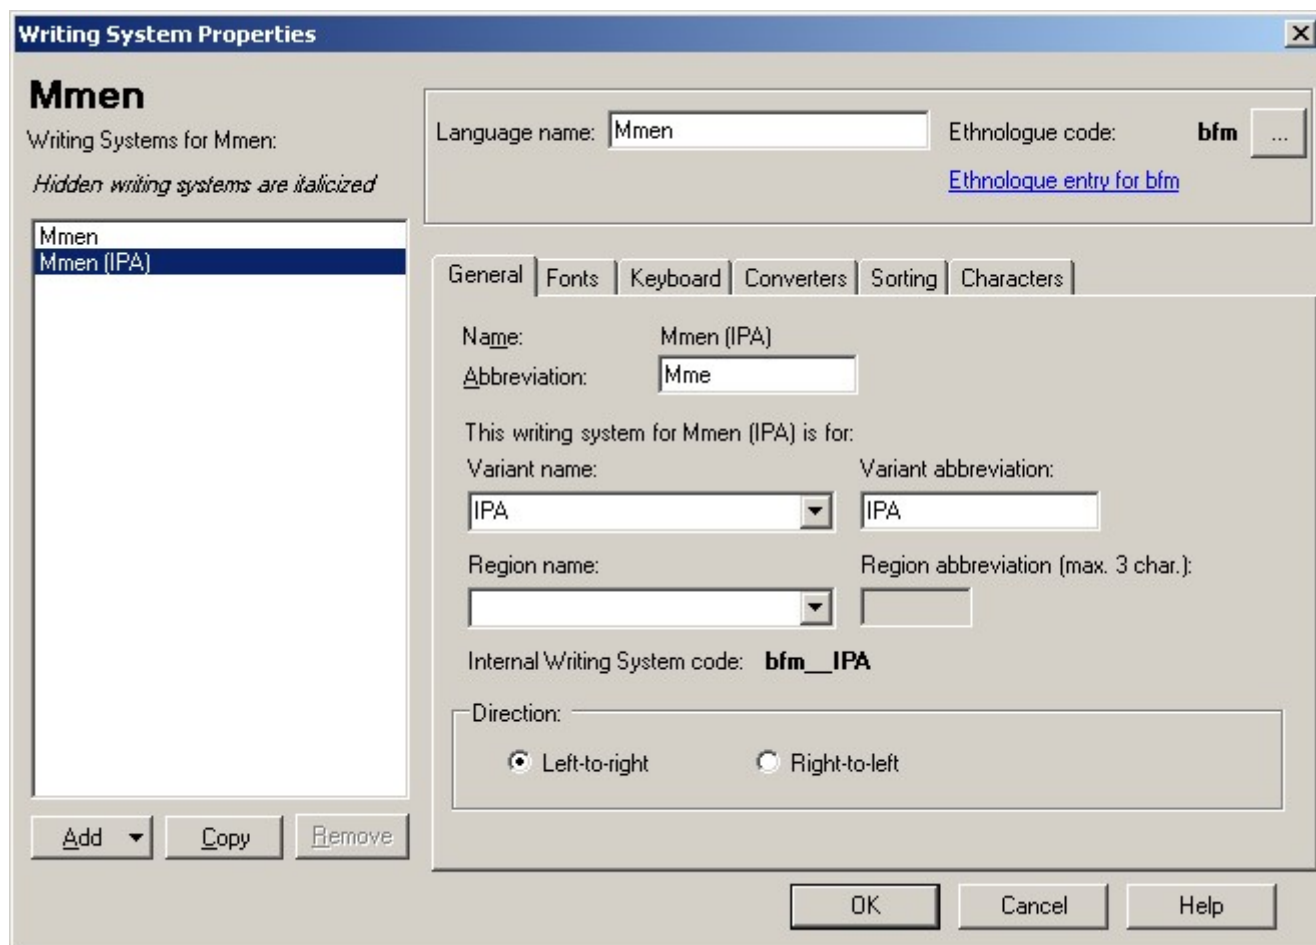 Writing System Properties
Mmen
Writing Systems for Mmen:
Hidden writing systems are italicized
Mmen
Mmen (IPA)
Add
Copy
Remove
Language name: Mmen
Ethnologue code: bfm ...
Ethnologue entry for bfm
General Fonts Keyboard Converters Sorting Characters
Name: Mmen (IPA)
Abbreviation: Mme
This writing system for Mmen (IPA) is for:
Variant name: Variant abbreviation:
IPA IPA
Region name: Region abbreviation (max. 3 char.):
Internal Writing System code: bfm__IPA
Direction:
Left-to-right Right-to-left
OK Cancel Help